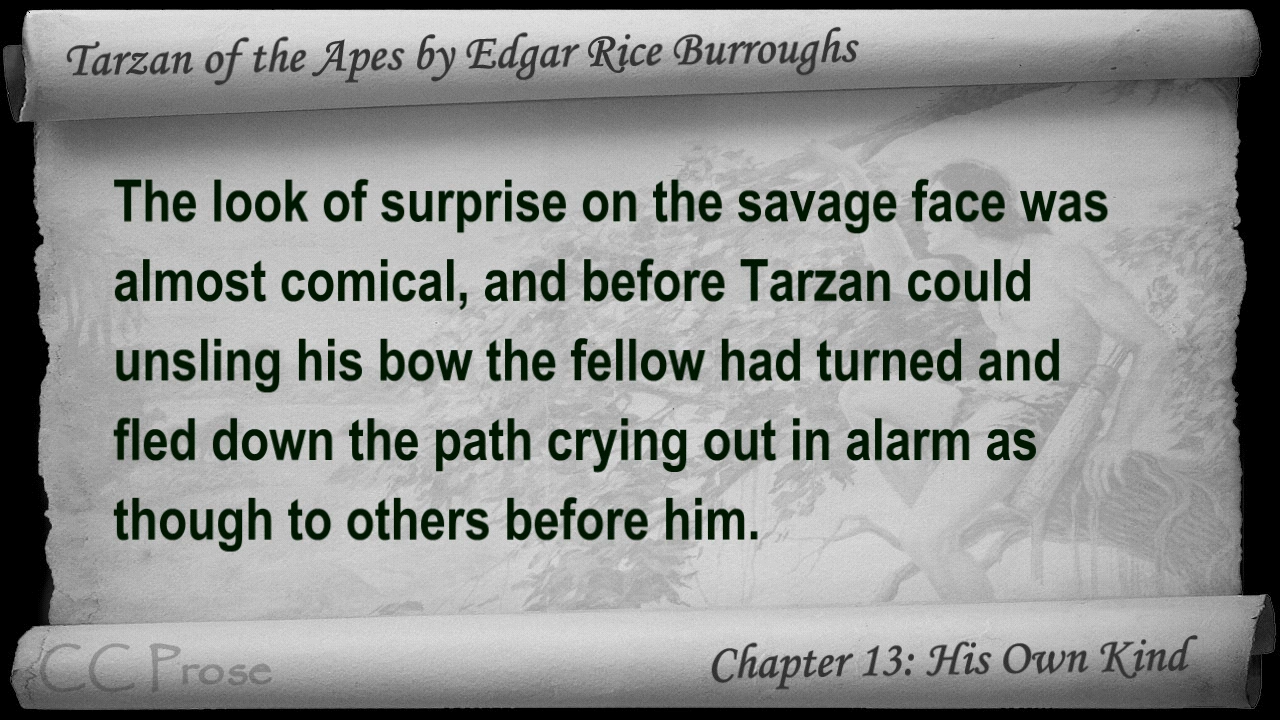 Tarzan of the Apes by Edgar Rice Burroughs
The look of surprise on the savage face was
almost comical, and before Tarzan could
unsling his bow the fellow had turned and
fled down the path crying out in alarm as
though to others before him.
CC Prose
Chapter 13: His Own Kind